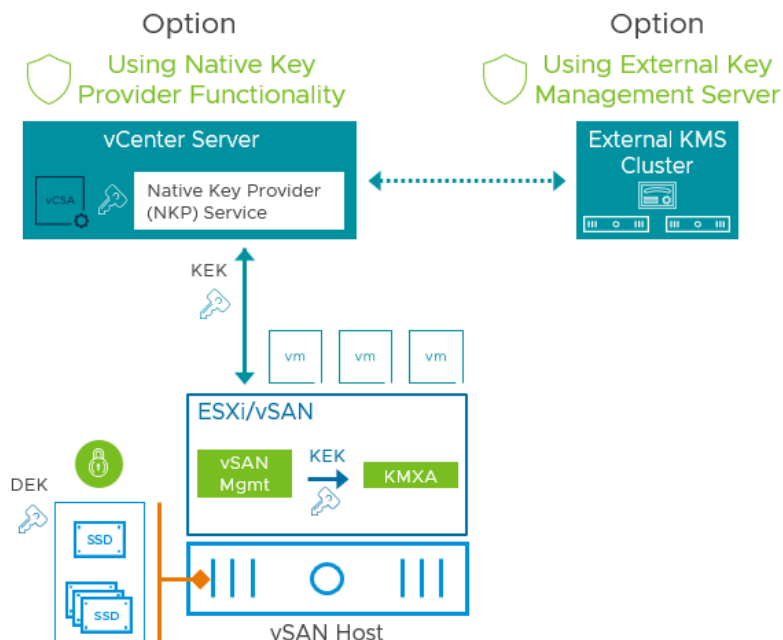 Option
Using Native Key
Provider Functionality
Option
Using External Key
Management Server
vCenter Server
vCSA
Native Key Provider
(NKP) Service
External KMS
Cluster
KEK
vm
vm
vm
ESXi/vSAN
vSAN
Mgmt
KEK
KMXA
DEK
SSD
SSD
vSAN Host